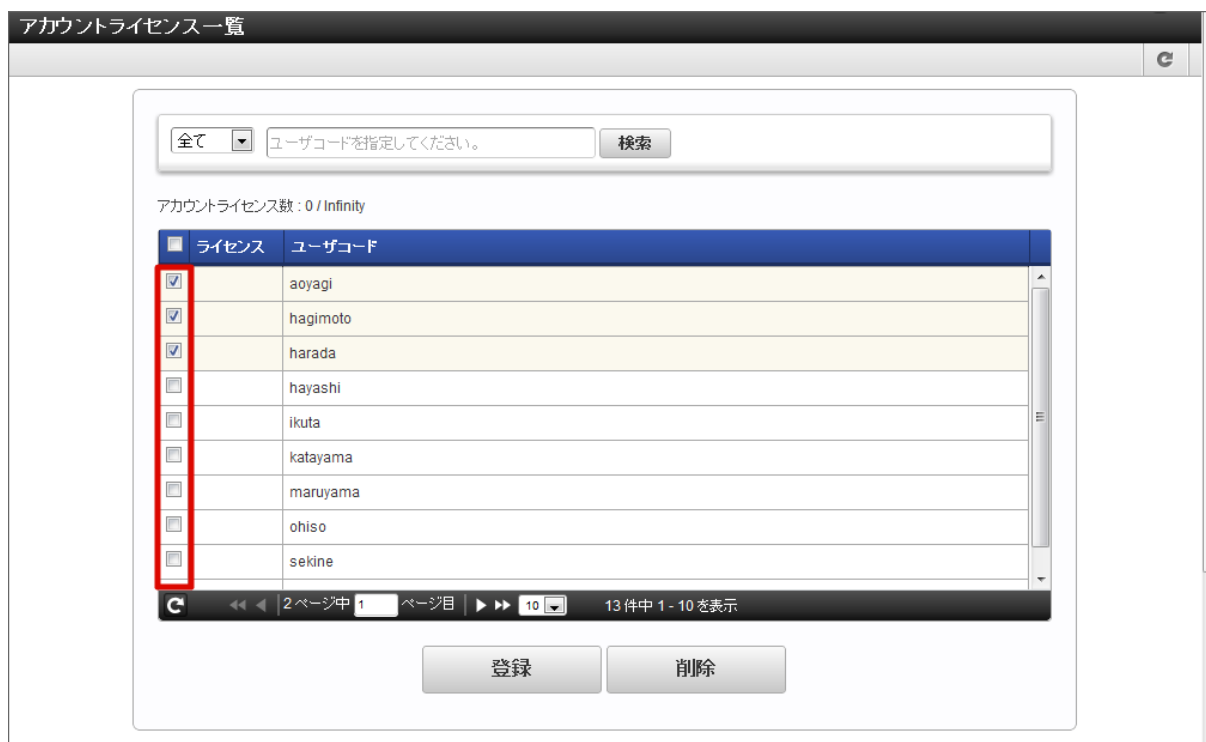 アカウントライセンス一覧
全て ユーザコードを指定してください。 検索
アカウントライセンス数 : 0 / Infinity
ライセンス ユーザコード
aoyagi
hagimoto
harada
hayashi
ikuta
katayama
maruyama
ohiso
sekine
2 ページ中 1 ページ目 10 13 件中 1 - 10 を表示
登録 削除